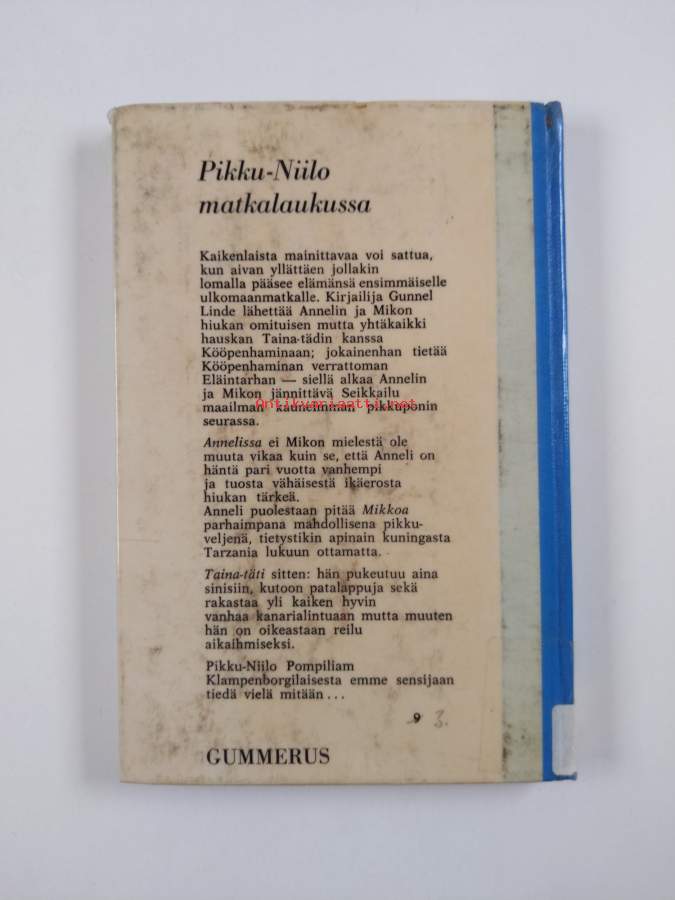 Pikku-Niilo
matkalaukussa
Kaikenlaista mainittavaa voi sattua,
kun aivan yllättäen jollakin
lomalla pääsee elämänsä ensimmäiselle
ulkomaanmatkalle. Kirjailija Gunnel
Linde lähettää Annelin ja Mikon
hiukan omituisen mutta yhtäkaikki
hauskan Taina-tädin kanssa
Kööpenhaminaan; jokainenhan tietää
Kööpenhaminan verrattoman
Eläintarhan — siellä alkaa Annelin
ja Mikon jännittävä Seikkailu
maailman kauneimman pikkuponin
Antikvariaatti.net
seurassa.
Annelissa ei Mikon mielestä ole
muuta vikaa kuin se, että Anneli on
häntä pari vuotta vanhempi
ja tuosta vähäisestä ikäerosta
hiukan tärkeä.
Anneli puolestaan pitää Mikkoa
parhaimpana mahdollisena pikku-
veljenä, tietystikin apinain kuningasta
Tarzania lukuun ottamatta.
Taina-täti sitten: hän pukeutuu aina
sinisiin, kutoo patalappuja sekä
rakastaa yli kaiken hyvin
vanhaa kanarialintuaan mutta muuten
hän on oikeastaan reilu
aikaihmiseksi.
Pikku-Niilo Pompiliam
Klampenborgilaisesta emme sensijaan
tiedä vielä mitään ...
9 3.
GUMMERUS